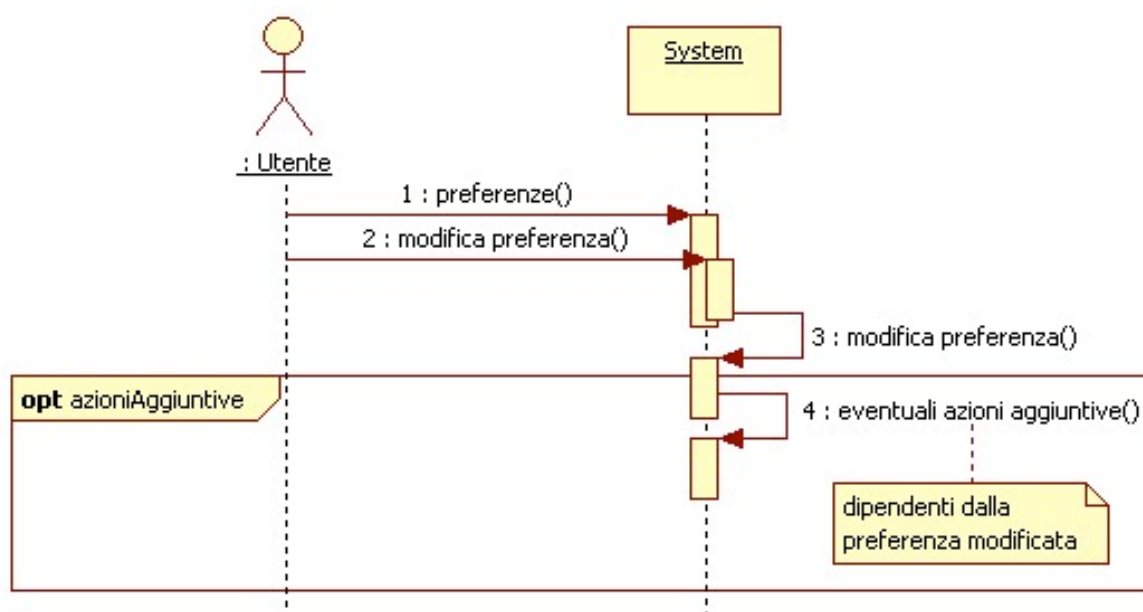 System
: Utente
1 : preferenze()
2 : modifica preferenza()
3 : modifica preferenza()
opt azioniAggiuntive
4 : eventuali azioni aggiuntive()
dipendenti dalla
preferenza modificata